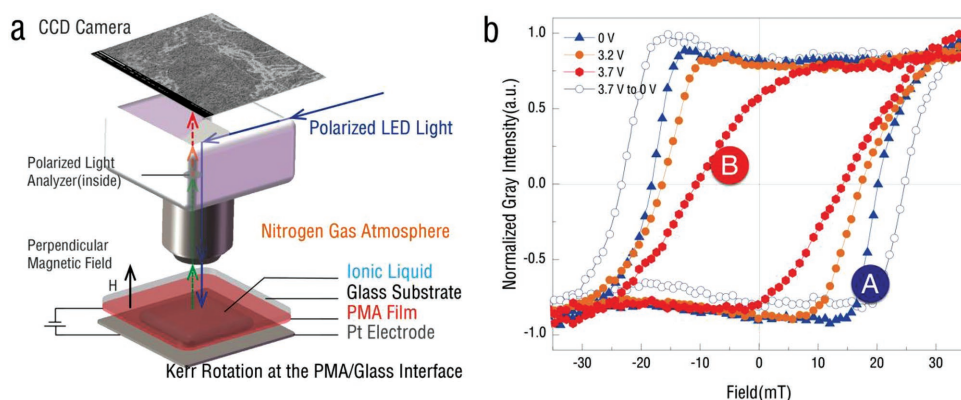 a
CCD Camera
Polarized LED Light
Polarized Light
Analyzer(inside)
Nitrogen Gas Atmosphere
Perpendicular
Magnetic Field
H
Ionic Liquid
Glass Substrate
PMA Film
Pt Electrode
Kerr Rotation at the PMA/Glass Interface
b
Normalized Gray Intensity(a.u.)
1.0
0.5
0.0
-0.5
-1.0
0 V
3.2 V
3.7 V
3.7 V to 0 V
B
A
-30 -20 -10 0 10 20 30
Field(mT)